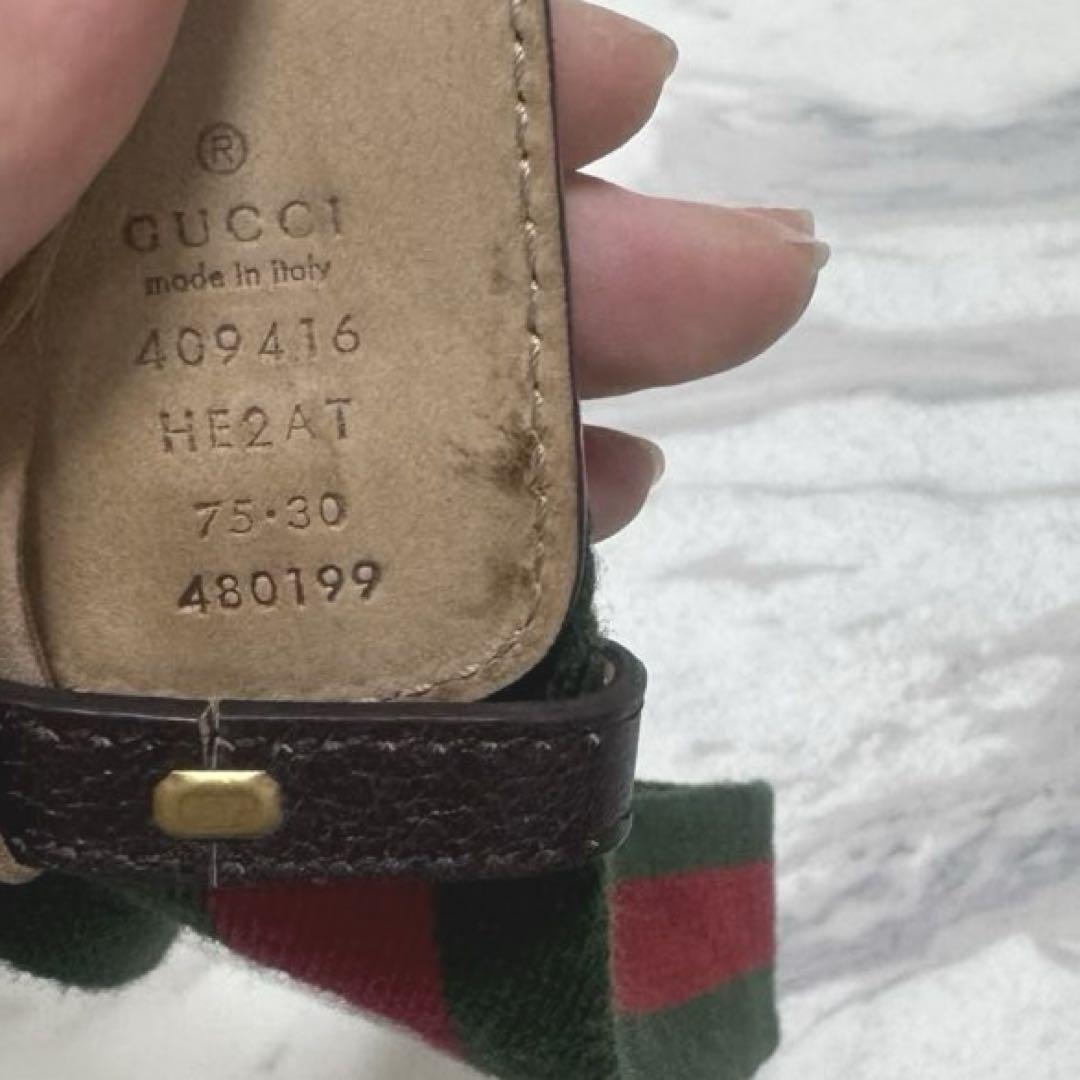 ®
GUCCI
made in italy
409416
HE2AT
75·30
480199